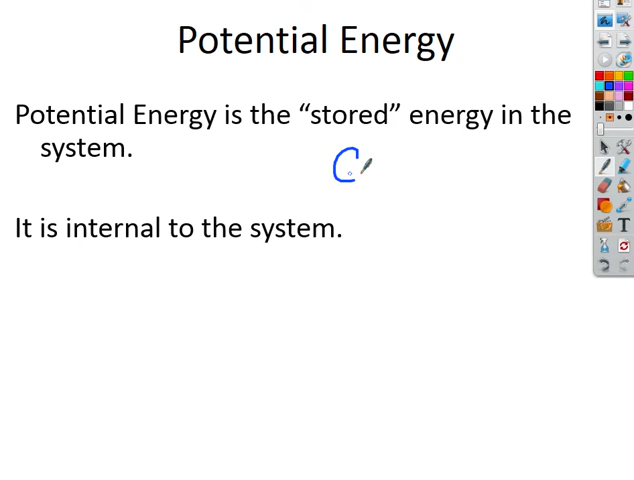 Potential Energy
Potential Energy is the “stored” energy in the
system.
C
It is internal to the system.
T